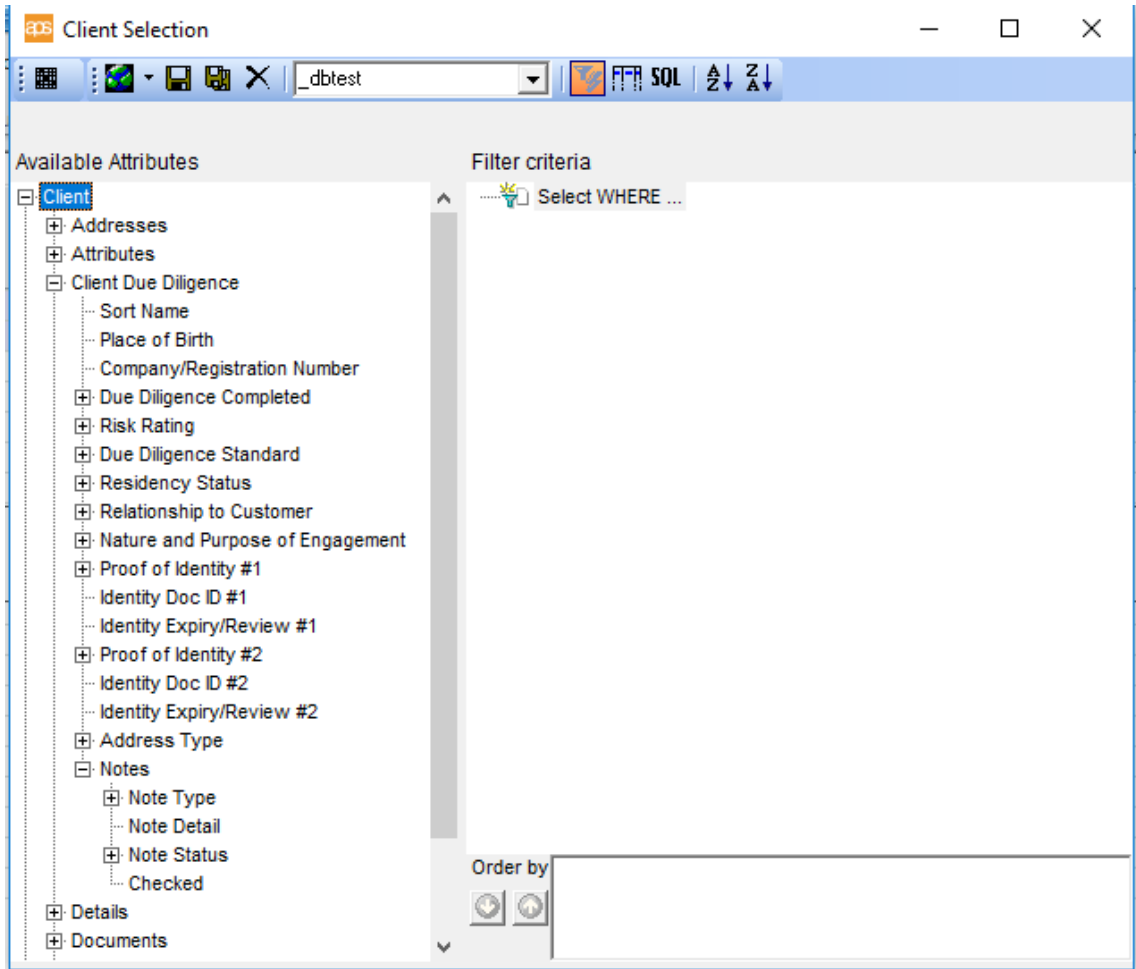 aps Client Selection
_dbtest SQL A Z Z A
Available Attributes
Filter criteria
Client
Select WHERE ...
Addresses
Attributes
Client Due Diligence
Sort Name
Place of Birth
Company/Registration Number
Due Diligence Completed
Risk Rating
Due Diligence Standard
Residency Status
Relationship to Customer
Nature and Purpose of Engagement
Proof of Identity #1
Identity Doc ID #1
Identity Expiry/Review #1
Proof of Identity #2
Identity Doc ID #2
Identity Expiry/Review #2
Address Type
Notes
Note Type
Note Detail
Note Status
Checked
Details
Documents
Order by